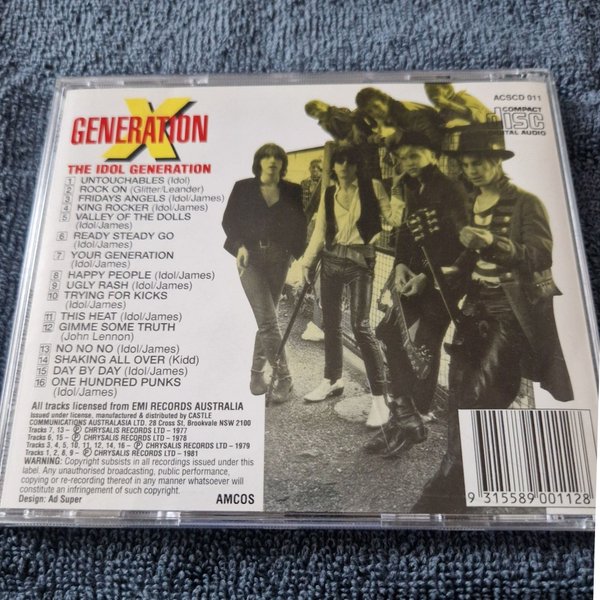 GENERATION X
THE IDOL GENERATION
1 UNTOUCHABLES (Idol)
2 ROCK ON (Glitter/Leander)
3 FRIDAYS ANGELS (Idol/James)
4 KING ROCKER (Idol/James)
5 VALLEY OF THE DOLLS
(Idol/James)
6 READY STEADY GO
(Idol/James)
7 YOUR GENERATION
(Idol/James)
8 HAPPY PEOPLE (Idol/James)
9 UGLY RASH (Idol/James)
10 TRYING FOR KICKS
(Idol/James)
11 THIS HEAT (Idol/James)
12 GIMME SOME TRUTH
(John Lennon)
13 NO NO NO (Idol/James)
14 SHAKING ALL OVER (Kidd)
15 DAY BY DAY (Idol/James)
16 ONE HUNDRED PUNKS
(Idol/James)
All tracks licensed from EMI RECORDS AUSTRALIA
Issued under license, manufactured & distributed by CASTLE
COMMUNICATIONS AUSTRALASIA LTD. 28 Cross St, Brookvale NSW 2100
Tracks 7, 13 – Ⓟ CHRYSALIS RECORDS LTD – 1977
Tracks 6, 15 – Ⓟ CHRYSALIS RECORDS LTD – 1978
Tracks 3, 4, 5, 10, 11, 12, 14, 16 – Ⓟ CHRYSALIS RECORDS LTD – 1979
Tracks 1, 2, 8, 9 – Ⓟ CHRYSALIS RECORDS LTD – 1981
WARNING: Copyright subsists in all recordings issued under this
label. Any unauthorised broadcasting, public performance,
copying or re-recording thereof in any manner whatsoever will
constitute an infringement of such copyright.
Design: Ad Super
AMCOS
ACSCD 011
COMPACT
DISC
DIGITAL AUDIO
9 315589 001128